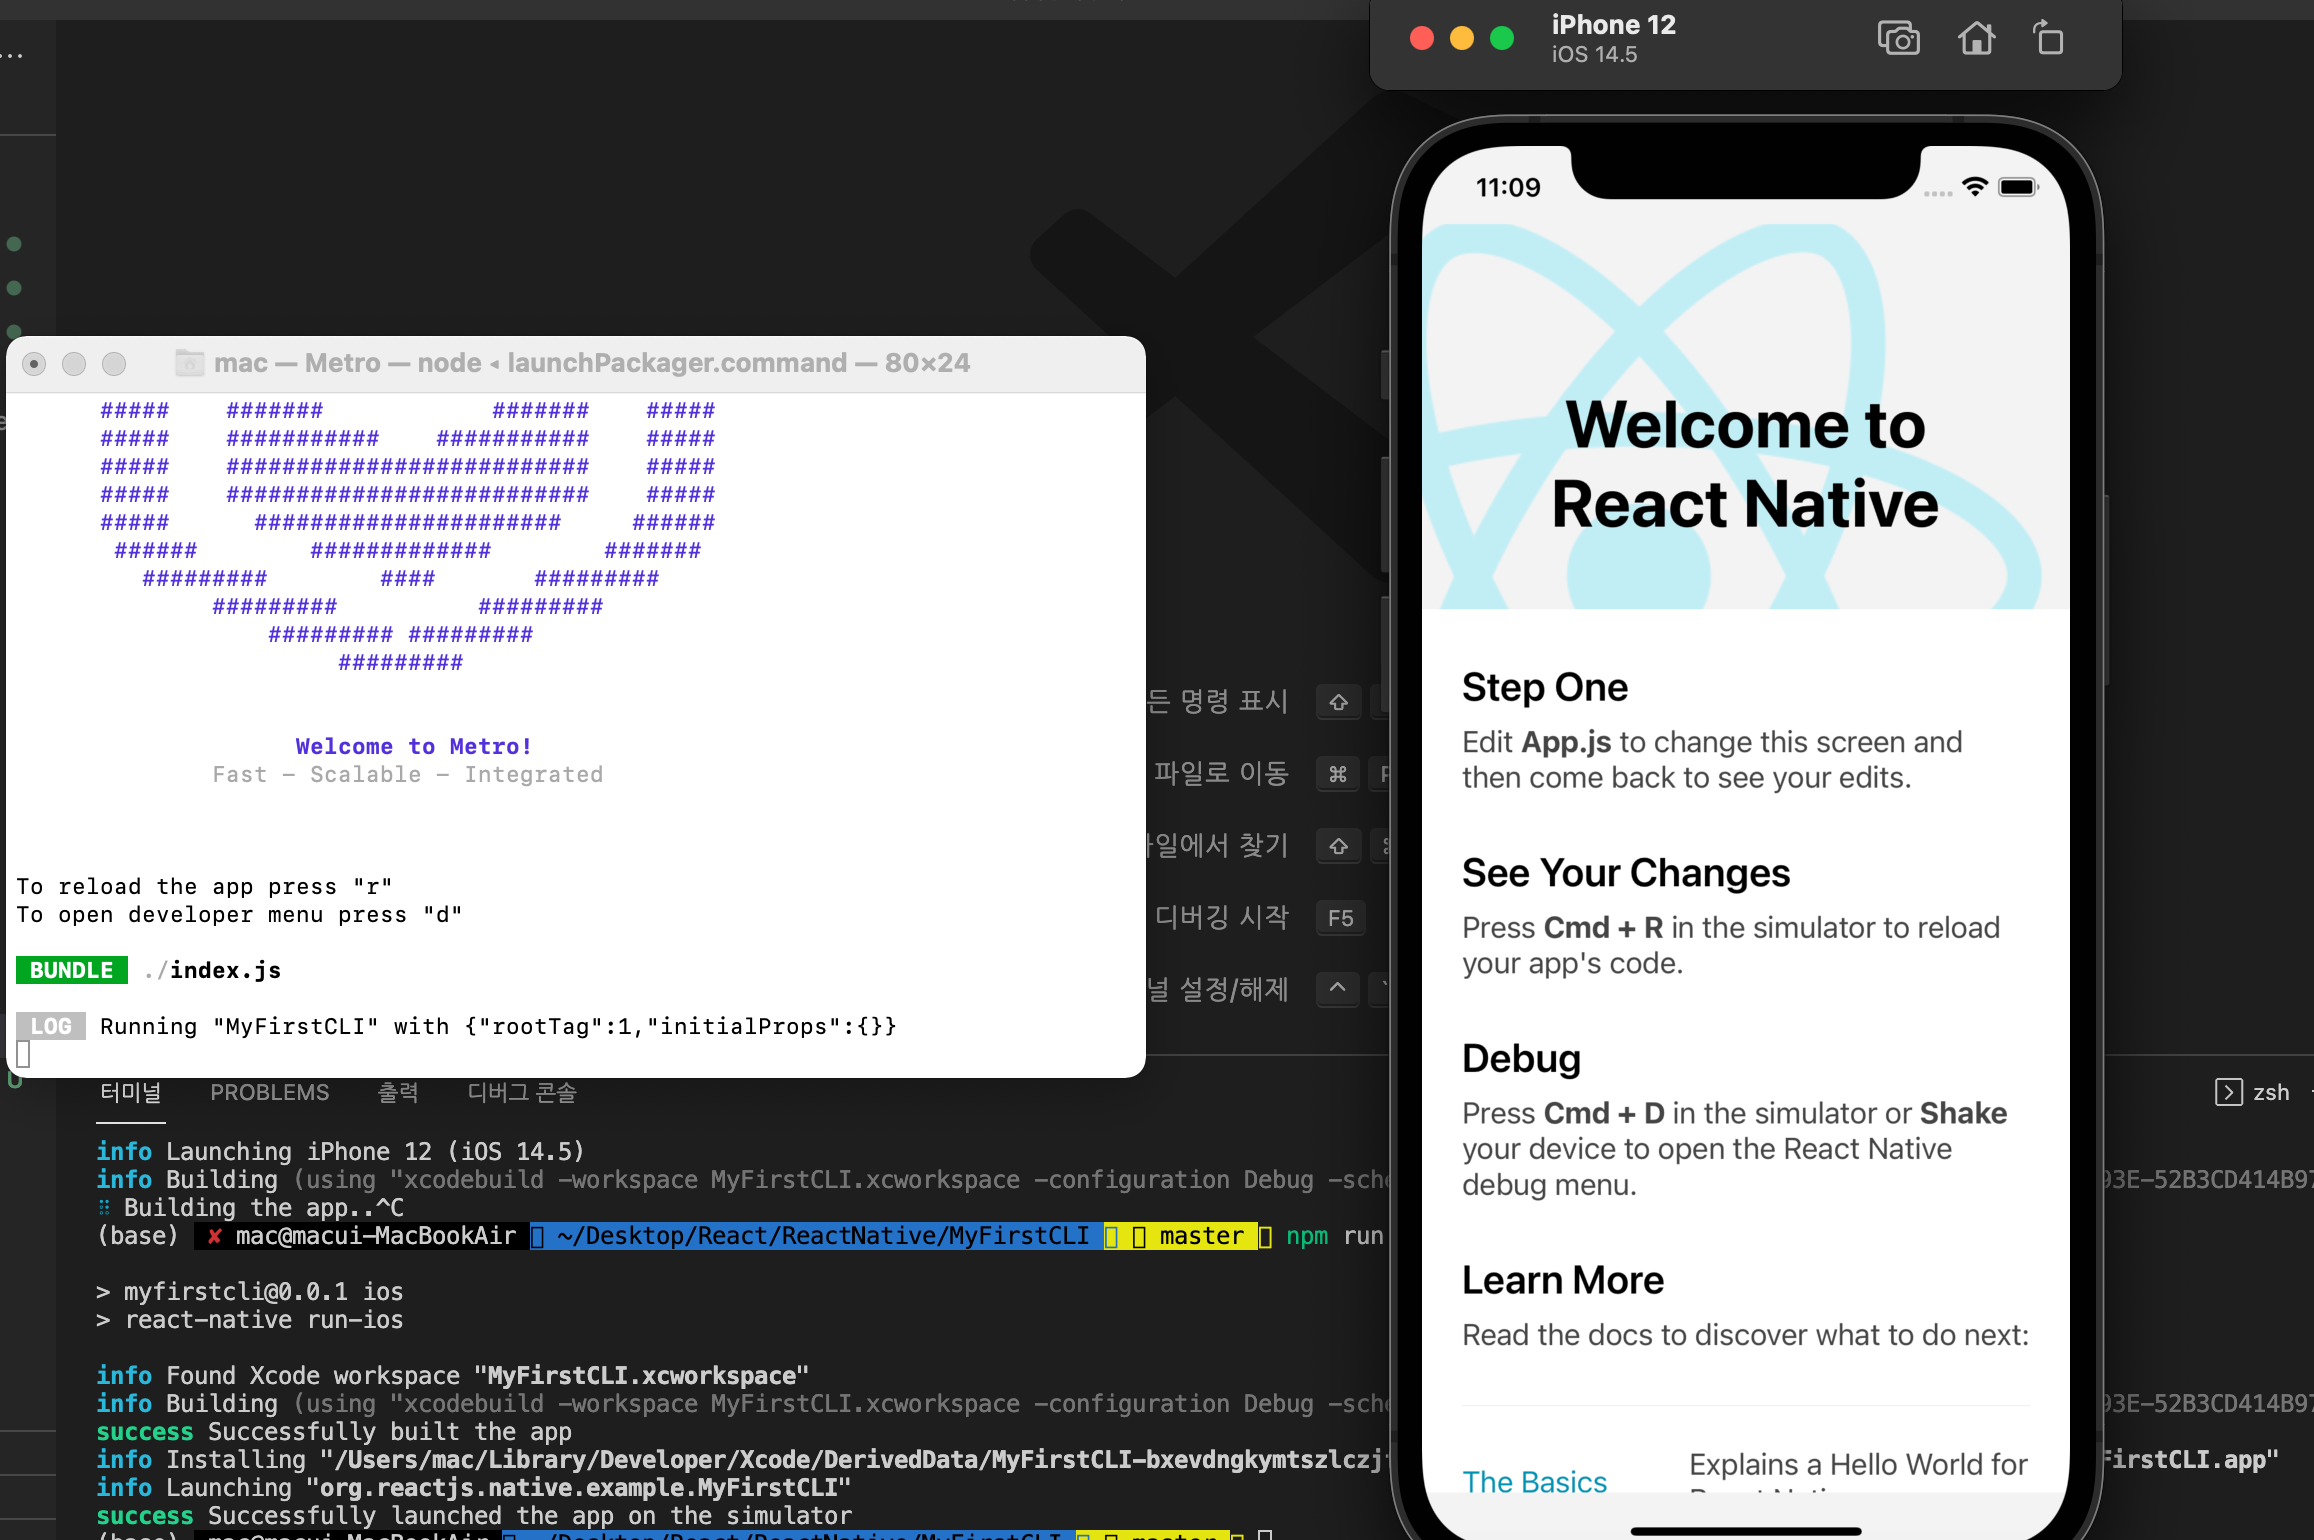 iPhone 12
iOS 14.5
11:09
Welcome to
React Native
Step One
Edit App.js to change this screen and
then come back to see your edits.
See Your Changes
Press Cmd + R in the simulator to reload
your app's code.
Debug
Press Cmd + D in the simulator or Shake
your device to open the React Native
debug menu.
Learn More
Read the docs to discover what to do next:
The Basics
Explains a Hello World for
mac — Metro — node ◂ launchPackager.command — 80×24
#####    #######            #######    #####
#####    ###########    ###########    #####
#####    ##########################    #####
#####    ##########################    #####
#####      ######################     ######
######        #############        #######
#########        ####       #########
#########          #########
######### #########
#########
Welcome to Metro!
Fast - Scalable - Integrated
To reload the app press "r"
To open developer menu press "d"
BUNDLE ./index.js
LOG Running "MyFirstCLI" with {"rootTag":1,"initialProps":{}}
명령 표시 ⇧
파일로 이동 ⌘
찾기 ⇧
디버깅 시작 F5
설정/해제 ^
터미널 PROBLEMS 출력 디버그 콘솔
zsh
info Launching iPhone 12 (iOS 14.5)
info Building (using "xcodebuild -workspace MyFirstCLI.xcworkspace -configuration Debug 93E-52B3CD414B97
Building the app..^C
(base) ✘ mac@macui-MacBookAir ~/Desktop/React/ReactNative/MyFirstCLI master npm run
> myfirstcli@0.0.1 ios
> react-native run-ios
info Found Xcode workspace "MyFirstCLI.xcworkspace"
info Building (using "xcodebuild -workspace MyFirstCLI.xcworkspace -configuration Debug 93E-52B3CD414B97
success Successfully built the app
info Installing "/Users/mac/Library/Developer/Xcode/DerivedData/MyFirstCLI-bxevdngkymtszlczj FirstCLI.app"
info Launching "org.reactjs.native.example.MyFirstCLI"
success Successfully launched the app on the simulator
(base) mac@macui-MacBookAir ~/Desktop/React/ReactNative/MyFirstCLI master